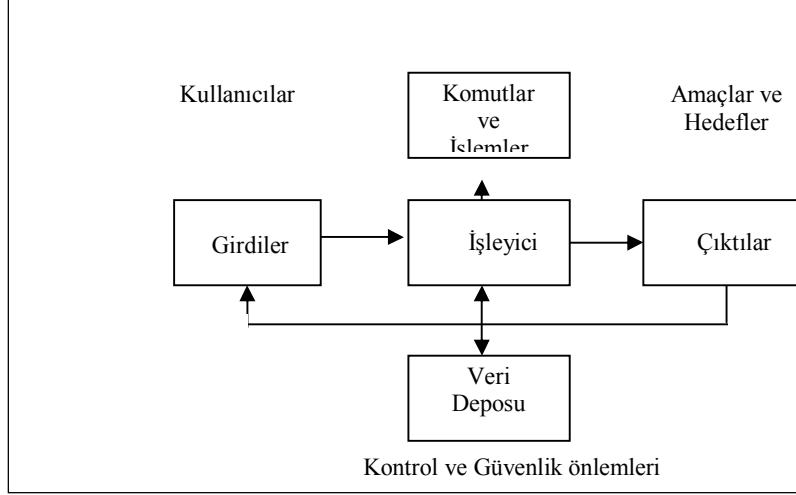 Kullanıcılar
Komutlar
ve
İşlemler
Amaçlar ve
Hedefler
Girdiler
İşleyici
Çıktılar
Veri
Deposu
Kontrol ve Güvenlik önlemleri